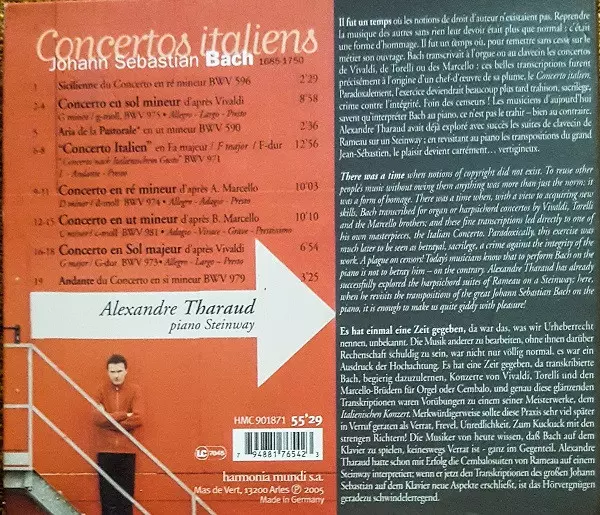 Concertos italiens
Johann Sebastian Bach 1685-1750
1 Sicilienne du Concerto en ré mineur BWV 596 2'29
2-4 Concerto en sol mineur d'après Vivaldi 8'58
G minor / g-moll, BWV 975 • Allegro - Largo - Presto
5 Aria de la Pastorale* en ut mineur BWV 590 2'36
6-8 "Concerto Italien" en Fa majeur / F major / F-dur 12'56
"Concerto nach Italienischem Gusto" BWV 971
I - Andante - Presto
9-11 Concerto en ré mineur d'après A. Marcello 10'03
D minor / d-moll, BWV 974 • Allegro - Adagio - Presto
12-15 Concerto en ut mineur d'après B. Marcello 10'10
C minor / c-moll, BWV 981 • Adagio - Vivace - Grave - Prestissimo
16-18 Concerto en Sol majeur d'après Vivaldi 6'54
G major / G-dur BWV 973 • Allegro - Largo - Presto
19 Andante du Concerto en si mineur BWV 979 3'25
Alexandre Tharaud
piano Steinway
HMC 901871 55'29
LC 7045
7 94881 76542 3
harmonia mundi s.a.
Mas de Vert, 13200 Arles Ⓟ 2005
Made in Germany
Il fut un temps où les notions de droit d'auteur n'existaient pas. Reprendre
la musique des autres sans rien leur devoir était plus que normal : c'était
une forme d'hommage. Il fut un temps où, pour remettre sans cesse sur le
métier son ouvrage, Bach transcrivait à l'orgue ou au clavecin les concertos
de Vivaldi, de Torelli ou des Marcello : ces belles transcriptions furent
précisément à l'origine d'un chef-d'œuvre de sa plume, le Concerto italien.
Paradoxalement, l'exercice deviendrait beaucoup plus tard trahison, sacrilège,
crime contre l'intégrité. Foin des censeurs ! Les musiciens d'aujourd'hui
savent qu'interpréter Bach au piano, ce n'est pas le trahir – bien au contraire.
Alexandre Tharaud avait déjà exploré avec succès les suites de clavecin de
Rameau sur un Steinway ; en revisitant au piano les transpositions du grand
Jean-Sébastien, le plaisir devient carrément... vertigineux.
There was a time when notions of copyright did not exist. To reuse other
people's music without owing them anything was more than just the norm; it
was a form of homage. There was a time when, with a view to acquiring new
skills, Bach transcribed for organ or harpsichord concertos by Vivaldi, Torelli
and the Marcello brothers; and these fine transcriptions led directly to one of
his own masterpieces, the Italian Concerto. Paradoxically, this exercise was
much later to be seen as betrayal, sacrilege, a crime against the integrity of the
work. A plague on censors! Today's musicians know that to perform Bach on the
piano is not to betray him – on the contrary. Alexandre Tharaud has already
successfully explored the harpsichord suites of Rameau on a Steinway; here,
when he revisits the transpositions of the great Johann Sebastian Bach on the
piano, it is enough to make us quite giddy with pleasure!
Es hat einmal eine Zeit gegeben, da war das, was wir Urheberrecht
nennen, unbekannt. Die Musik anderer zu bearbeiten, ohne ihnen darüber
Rechenschaft schuldig zu sein, war nicht nur völlig normal, es war ein
Ausdruck der Hochachtung. Es hat eine Zeit gegeben, da transkribierte
Bach, begierig dazuzulernen, Konzerte von Vivaldi, Torelli und den
Marcello-Brüdern für Orgel oder Cembalo, und genau diese glänzenden
Transkriptionen waren Vorübungen zu einem seiner Meisterwerke, dem
Italienischen Konzert. Merkwürdigerweise sollte diese Praxis sehr viel später
in Verruf geraten als Verrat, Frevel, Unredlichkeit. Zum Kuckuck mit den
strengen Richtern! Die Musiker von heute wissen, daß Bach auf dem
Klavier zu spielen, keineswegs Verrat ist - ganz im Gegenteil. Alexandre
Tharaud hatte schon mit Erfolg die Cembalosuiten von Rameau auf einem
Steinway interpretiert; wenn er jetzt den Transkriptionen des großen Johann
Sebastian auf dem Klavier neue Aspekte erschließt, ist das Hörvergnügen
geradezu schwindelerregend.